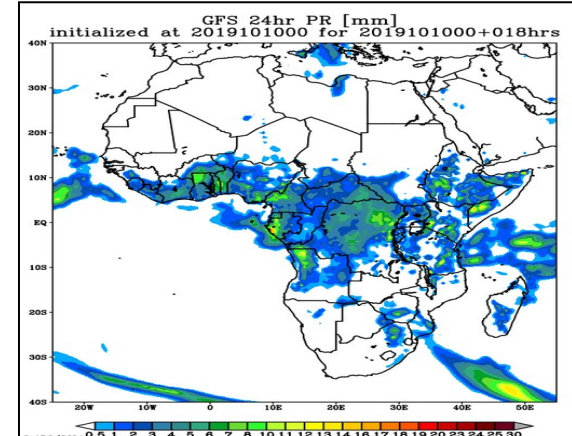 GFS 24hr PR [mm]
initialized at 2019101000 for 2019101000+018hrs
40N
30N
20N
10N
EQ
10S
20S
30S
40S
20W 10W 0 10E 20E 30E 40E 50E
0.5 1 2 3 4 5 6 7 8 10 11 12 13 14 16 17 18 19 20 23 24 25 30